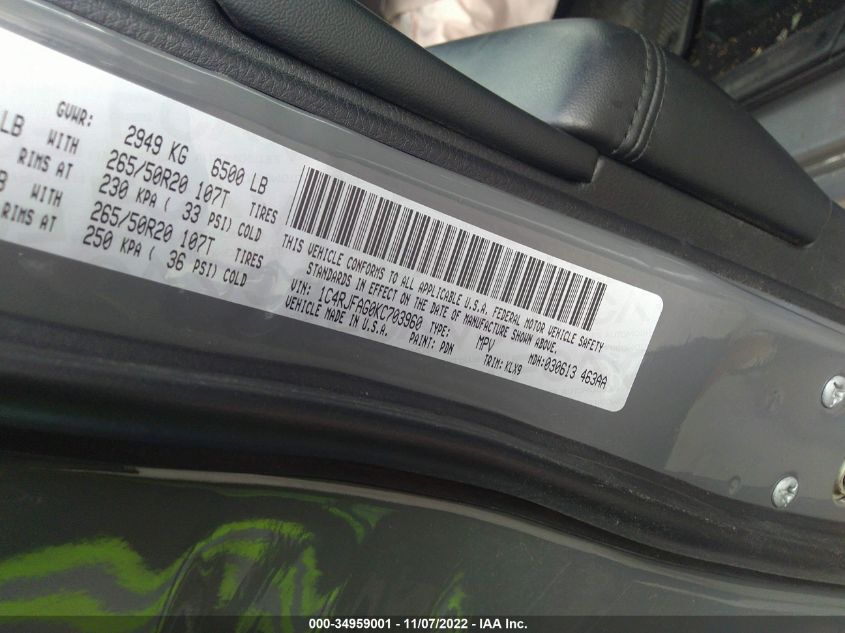 GVWR: 2949 KG 6500 LB
LB WITH 265/50R20 107T TIRES
RIMS AT 230 KPA ( 33 PSI) COLD
B WITH 265/50R20 107T TIRES
RIMS AT 250 KPA ( 36 PSI) COLD
THIS VEHICLE CONFORMS TO ALL APPLICABLE U.S.A. FEDERAL MOTOR VEHICLE SAFETY
STANDARDS IN EFFECT ON THE DATE OF MANUFACTURE SHOWN ABOVE.
VIN: 1C4RJFAG0KC703960 TYPE: MPV MDH:030613 463AA
VEHICLE MADE IN: PAINT: PDN TRIM: KLX9
000-34959001 - 11/07/2022 - IAA Inc.